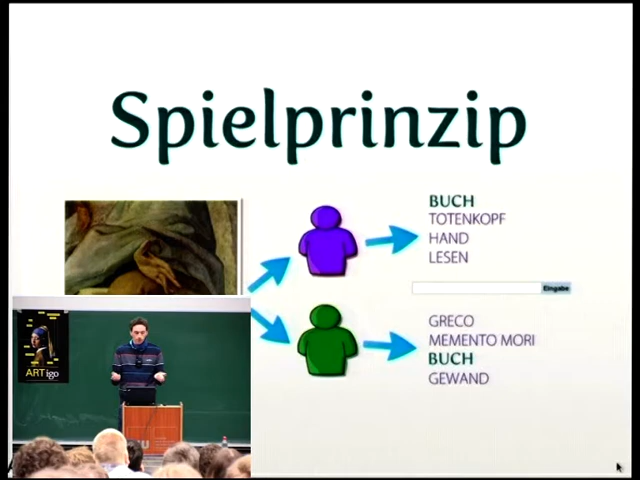 Spielprinzip
BUCH
TOTENKOPF
HAND
LESEN
Eingabe
GRECO
MEMENTO MORI
BUCH
GEWAND
ARTigo